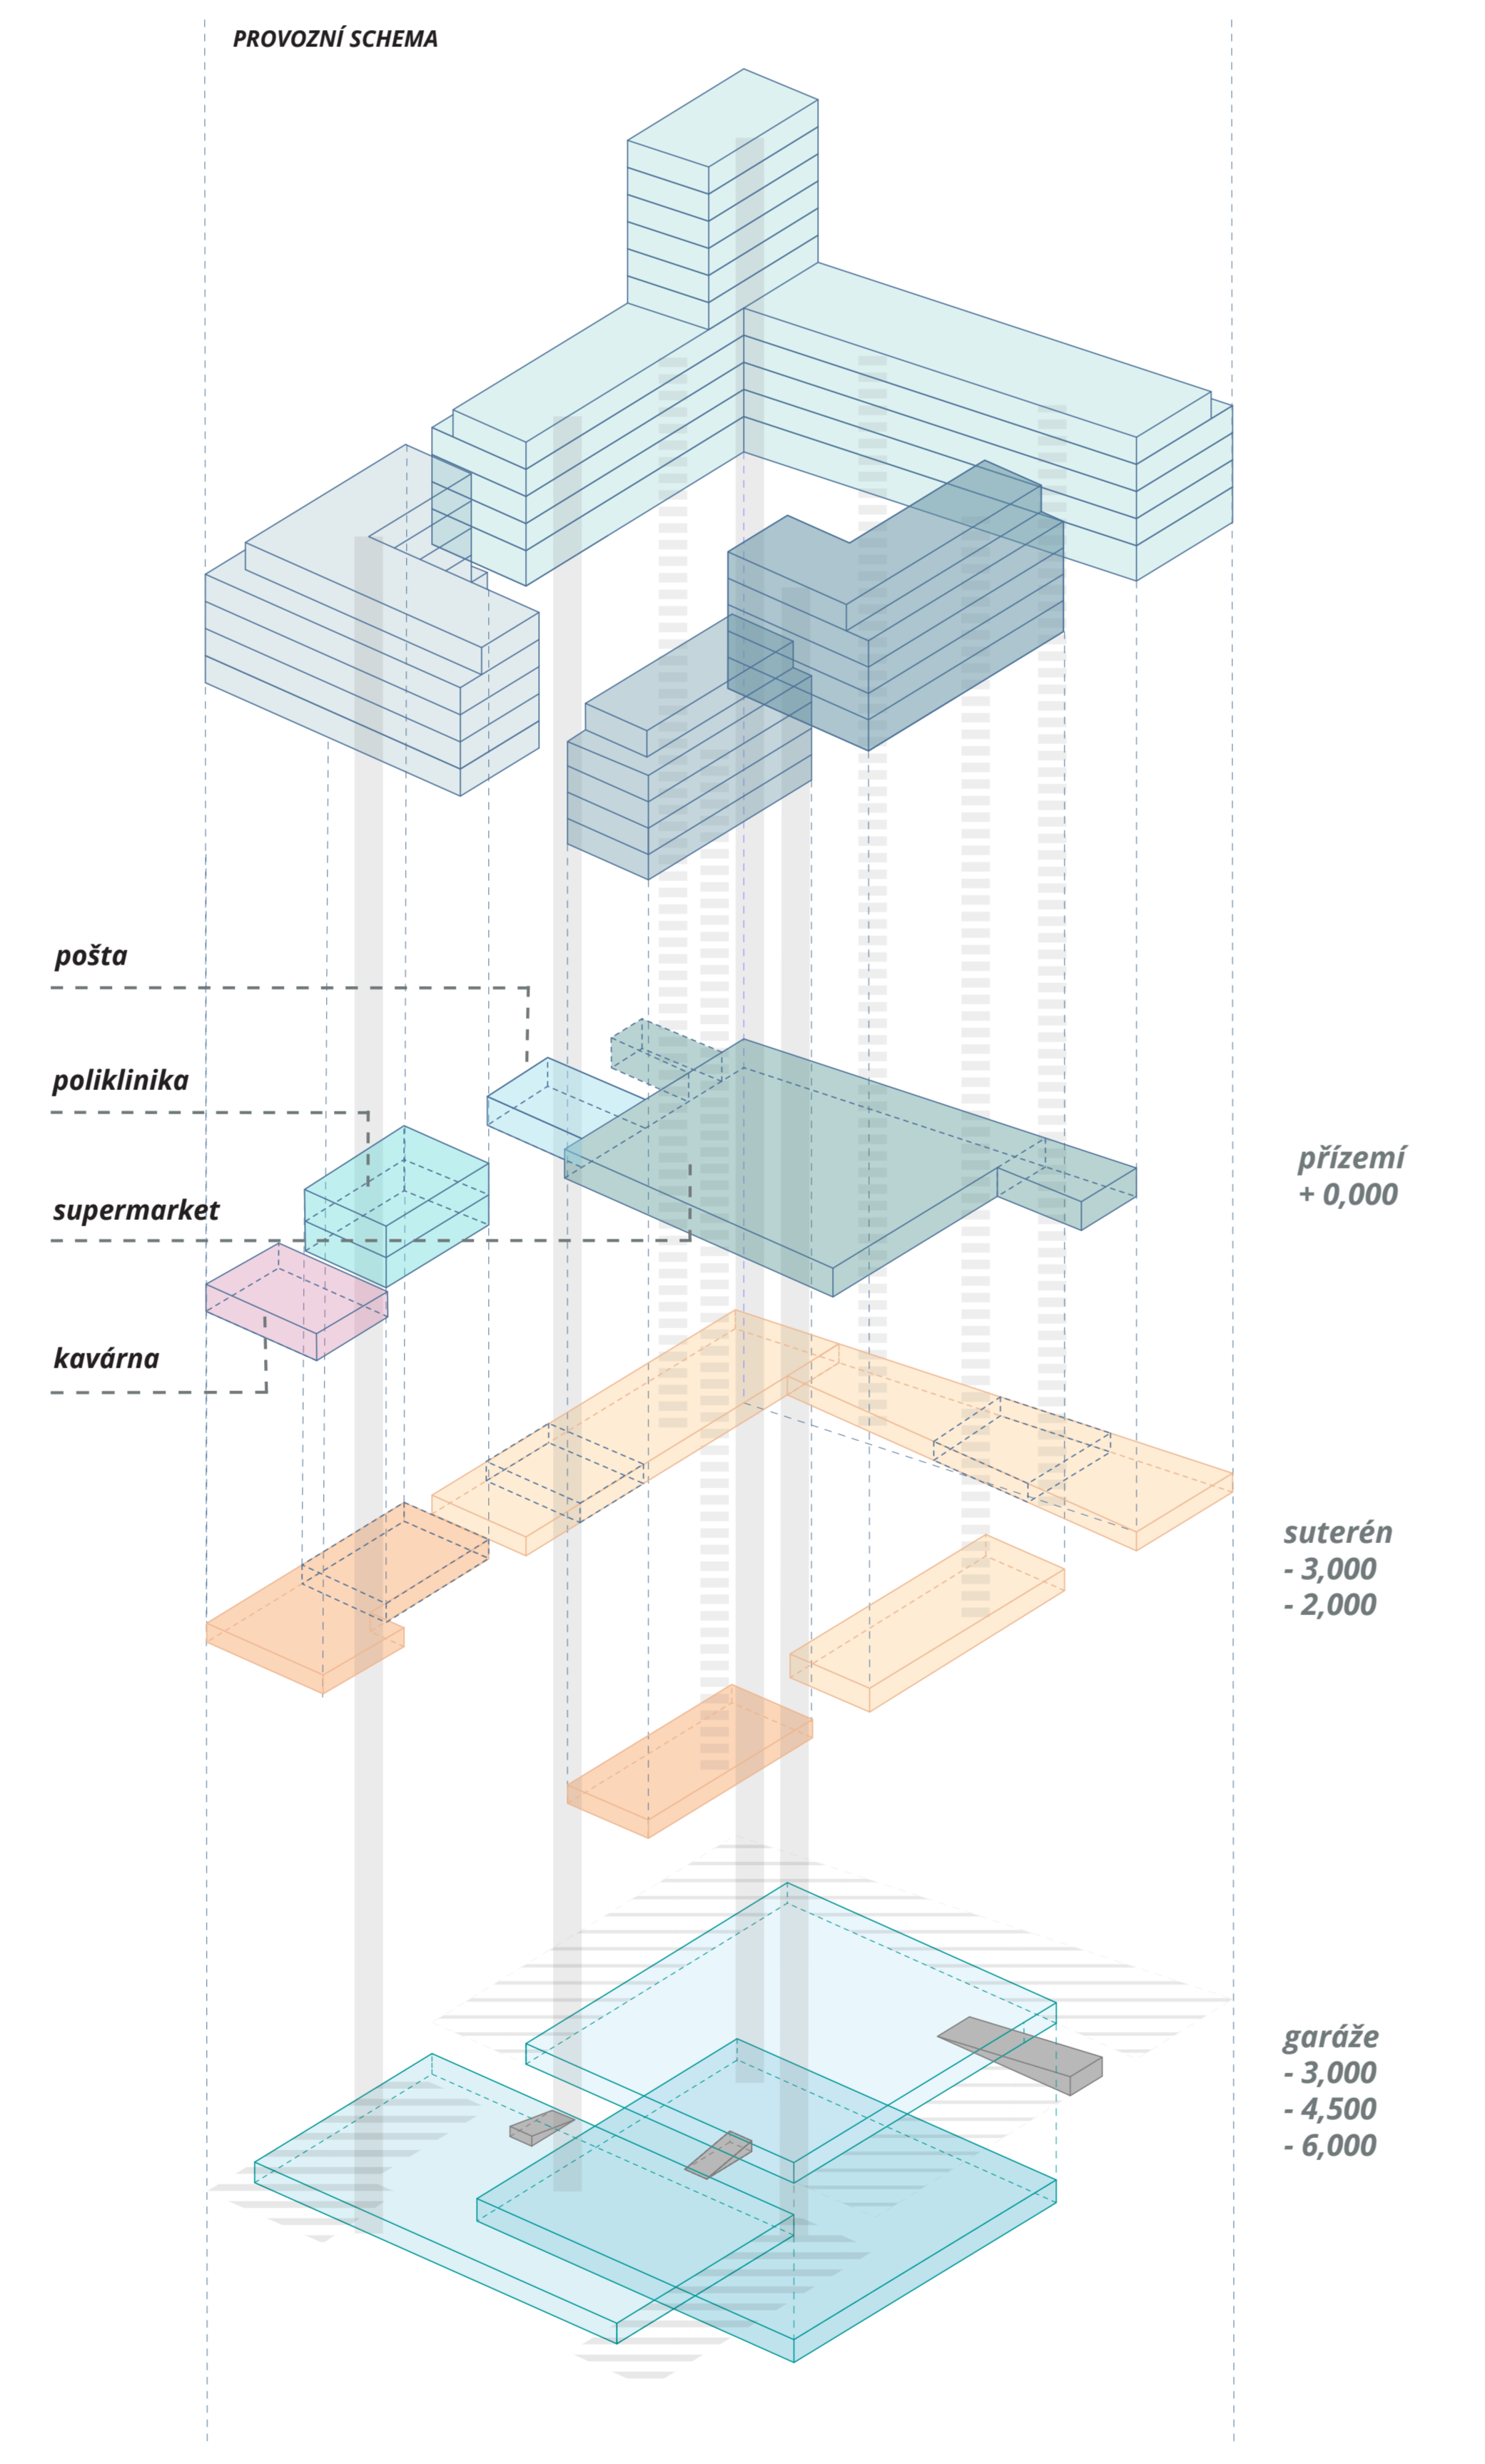 PROVOZNÍ SCHEMA
pošta
poliklinika
supermarket
kavárna
přízemí
+ 0,000
suterén
- 3,000
- 2,000
garáže
- 3,000
- 4,500
- 6,000